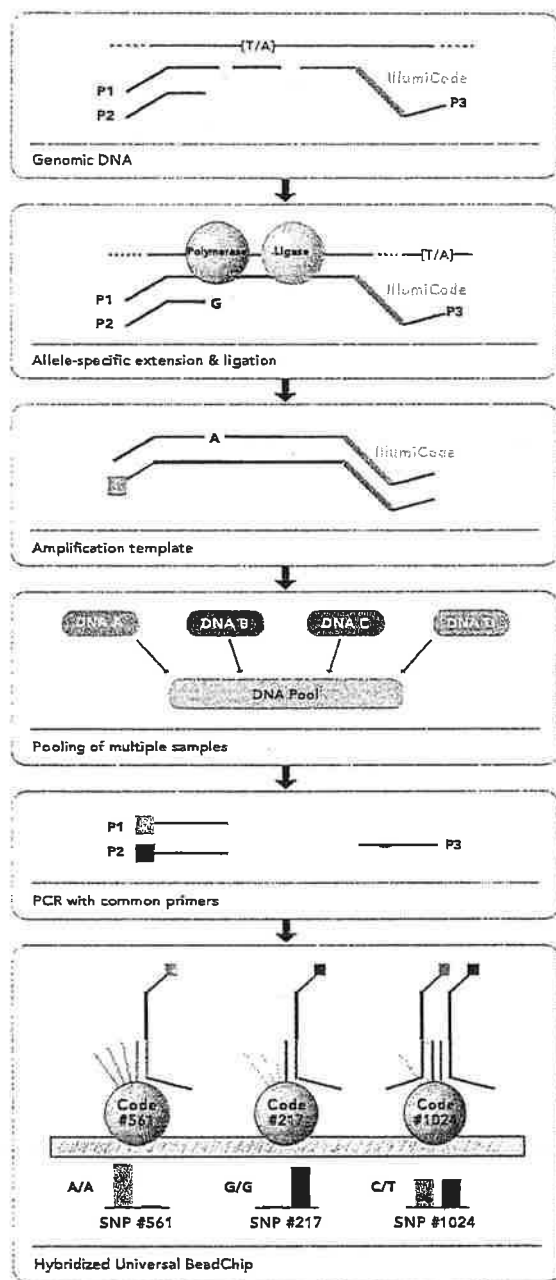 [T/A]
P1
P2
IllumiCode
P3
Genomic DNA
Polymerase
Ligase
[T/A]
P1
P2
G
IllumiCode
P3
Allele-specific extension & ligation
A
IllumiCode
Amplification template
DNA A
DNA B
DNA C
DNA D
DNA Pool
Pooling of multiple samples
P1
P2
P3
PCR with common primers
Code #561
Code #217
Code #1024
A/A
G/G
C/T
SNP #561
SNP #217
SNP #1024
Hybridized Universal BeadChip